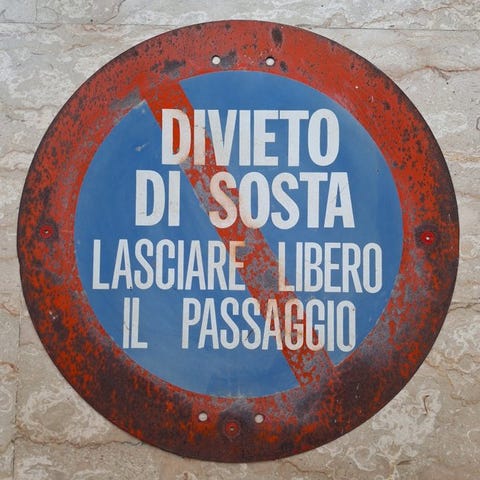 DIVIETO
DI SOSTA
LASCIARE LIBERO
IL PASSAGGIO